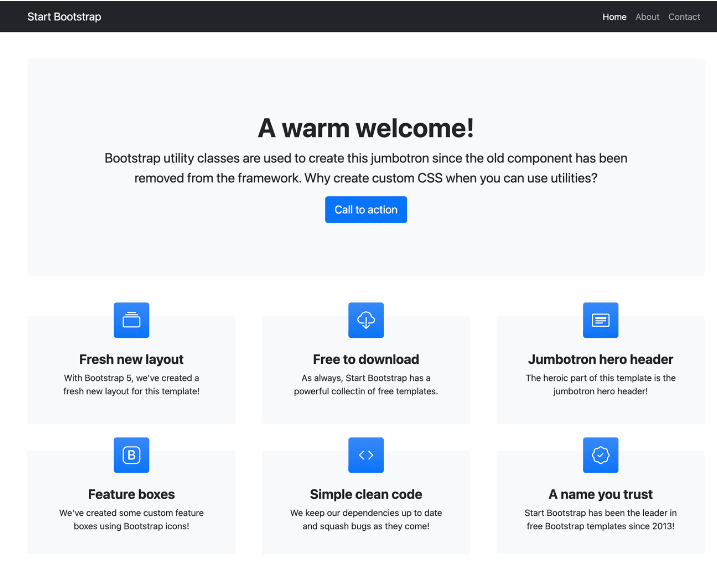 Start Bootstrap
Home About Contact
A warm welcome!
Bootstrap utility classes are used to create this jumbotron since the old component has been
removed from the framework. Why create custom CSS when you can use utilities?
Call to action
Fresh new layout
With Bootstrap 5, we've created a
fresh new layout for this template!
Free to download
As always, Start Bootstrap has a
powerful collectin of free templates.
Jumbotron hero header
The heroic part of this template is the
jumbotron hero header!
B
Feature boxes
We've created some custom feature
boxes using Bootstrap icons!
Simple clean code
We keep our dependencies up to date
and squash bugs as they come!
A name you trust
Start Bootstrap has been the leader in
free Bootstrap templates since 2013!